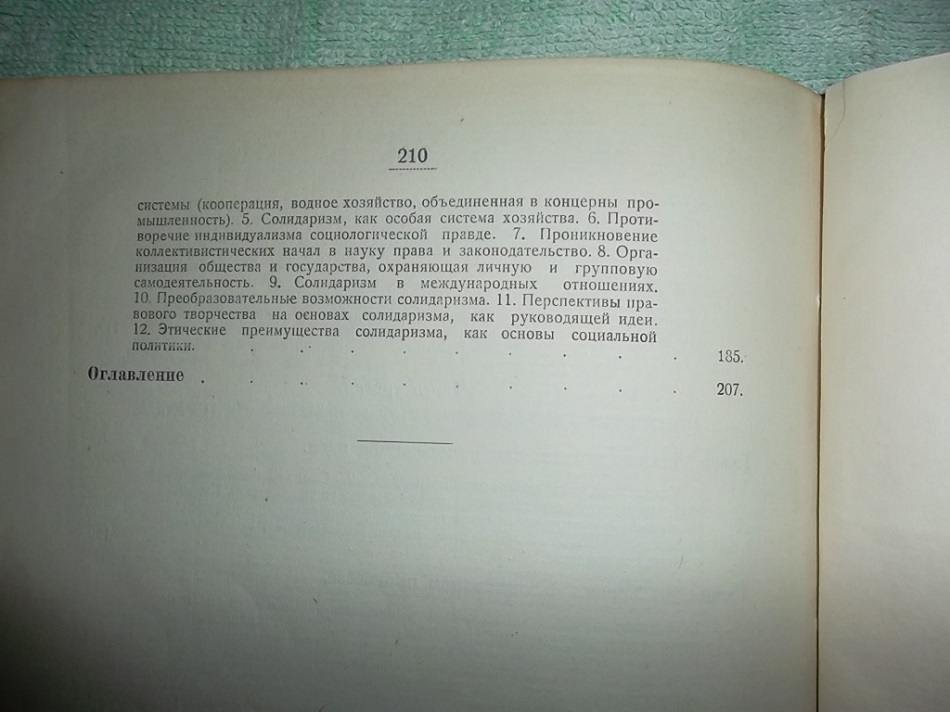 210
системы (кооперация, водное хозяйство, объединенная в концерны про-
мышленность). 5. Солидаризм, как особая система хозяйства. 6. Проти-
воречие индивидуализма социологической правде. 7. Проникновение
коллективистических начал в науку права и законодательство. 8. Орга-
низация общества и государства, охраняющая личную и групповую
самодеятельность. 9. Солидаризм в международных отношениях.
10. Преобразовательные возможности солидаризма. 11. Перспективы пра-
вового творчества на основах солидаризма, как руководящей идеи.
12. Этические преимущества солидаризма, как основы социальной
политики. . . . . . . . . . 185.
Оглавление . . . . . . . . . . 207.